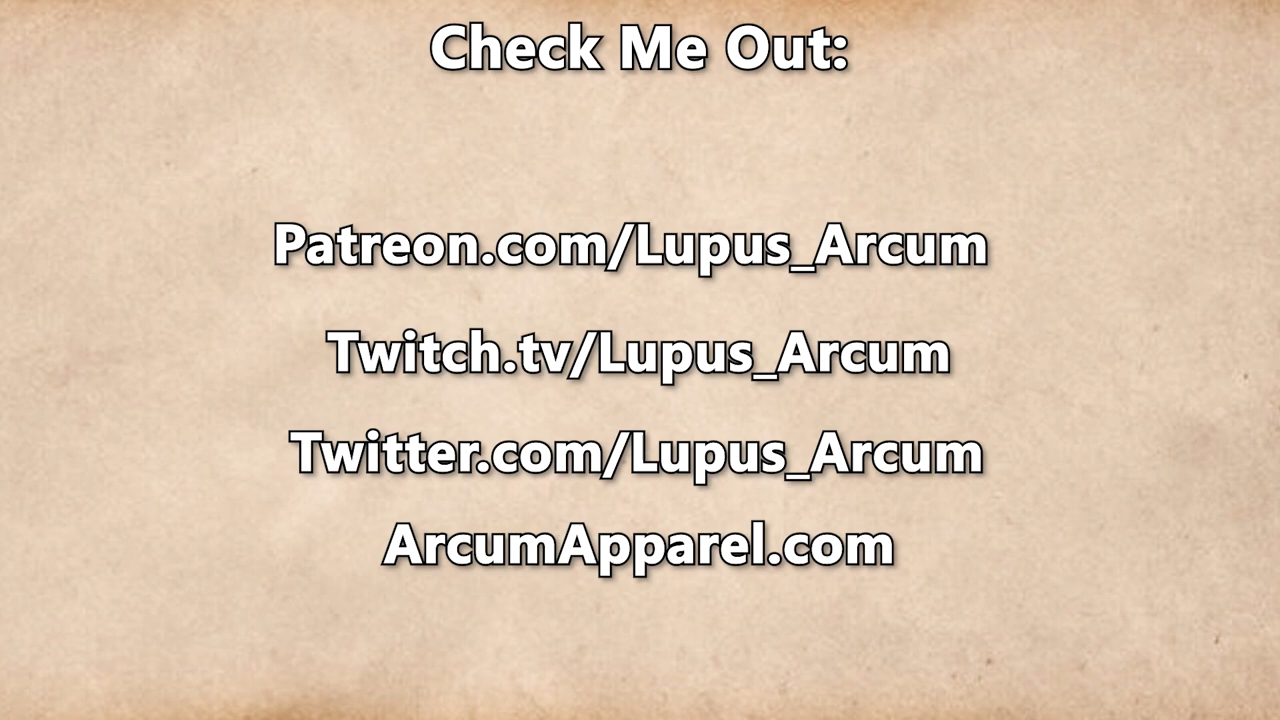 Check Me Out:
Patreon.com/Lupus_Arcum
Twitch.tv/Lupus_Arcum
Twitter.com/Lupus_Arcum
ArcumApparel.com